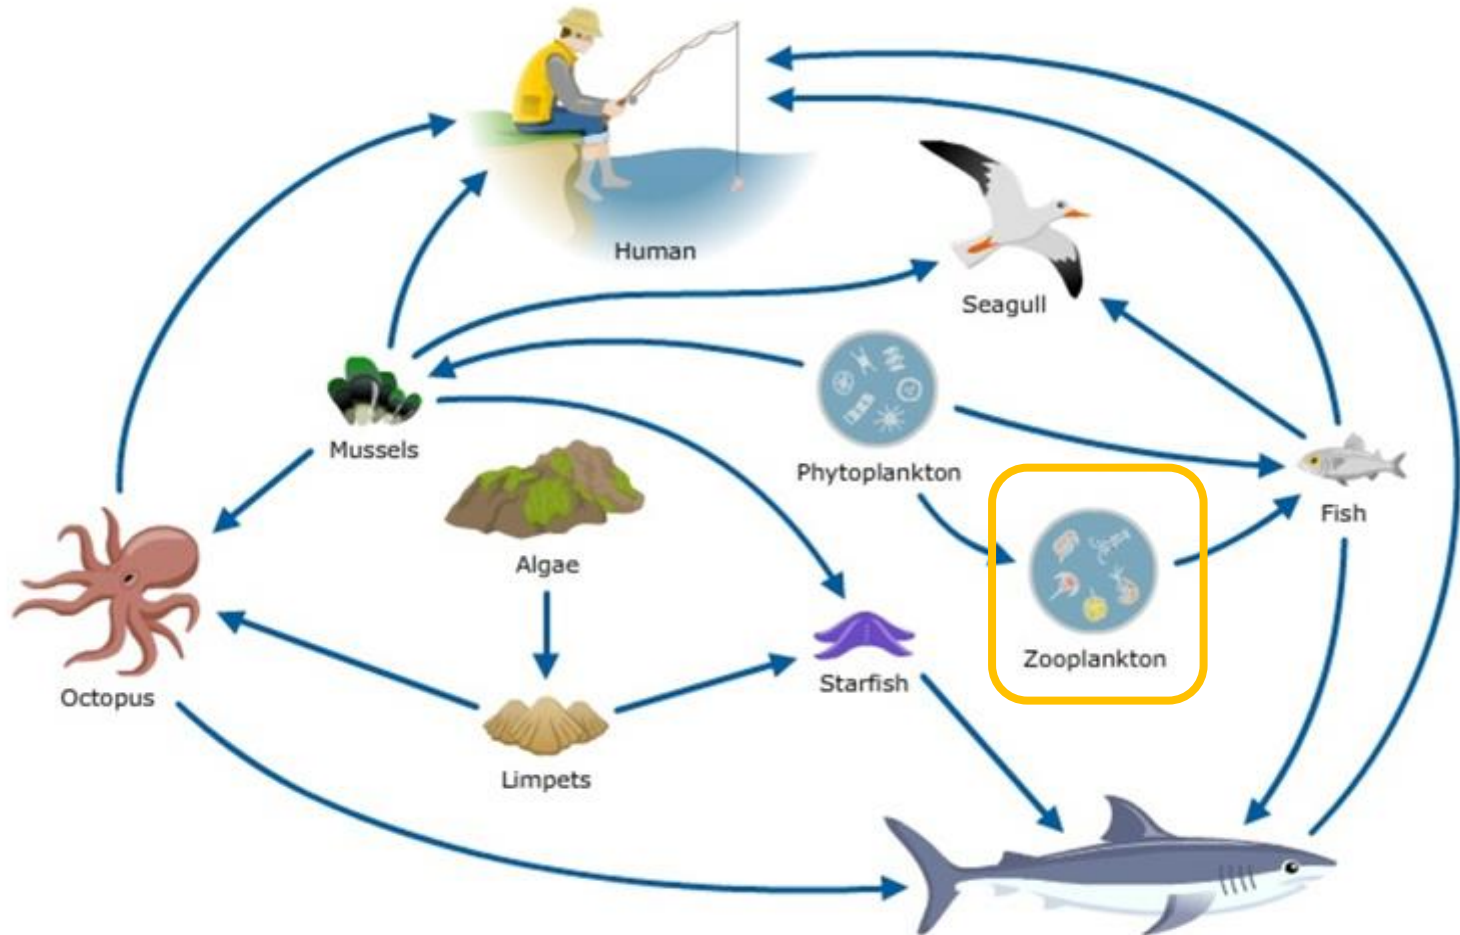 Human
Seagull
Mussels
Phytoplankton
Algae
Fish
Zooplankton
Octopus
Starfish
Limpets